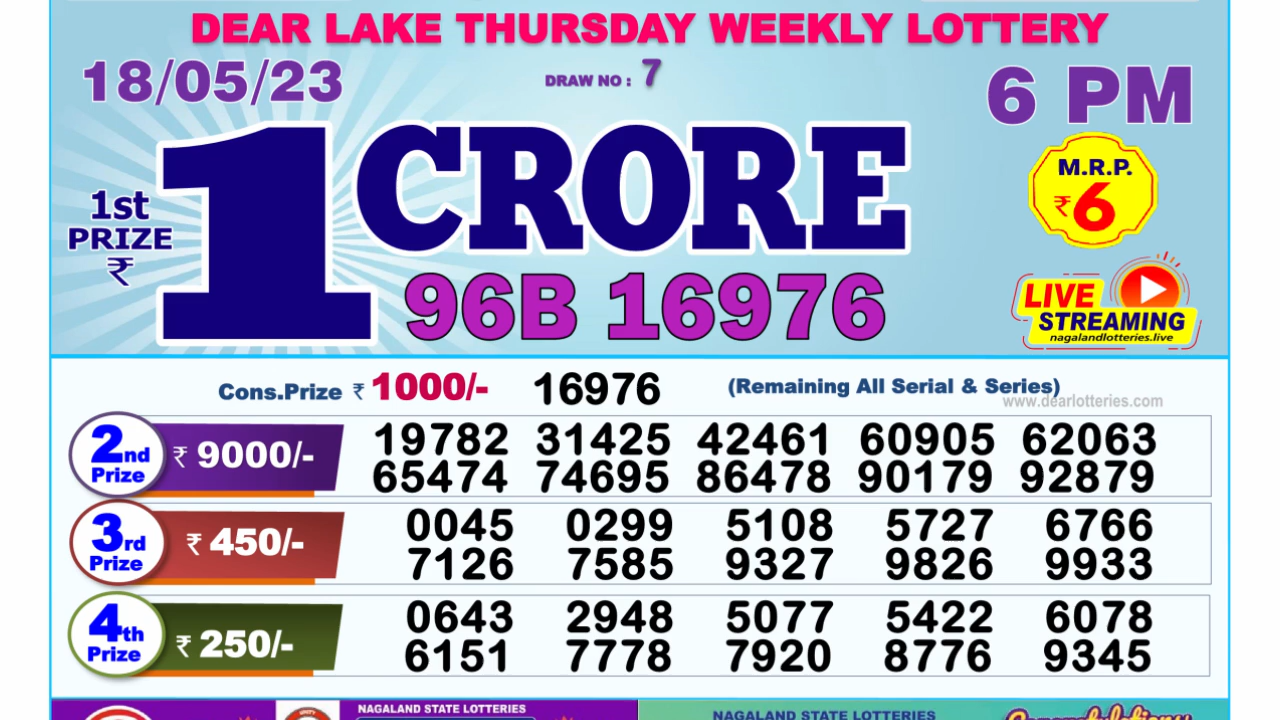 DEAR LAKE THURSDAY WEEKLY LOTTERY
18/05/23
DRAW NO : 7
6 PM
1st
PRIZE
₹
1 CRORE
96B 16976
M.R.P.
₹6
LIVE
STREAMING
nagalandlotteries.live
Cons.Prize ₹ 1000/- 16976 (Remaining All Serial & Series)
www.dearlotteries.com
2nd
Prize
₹ 9000/-
19782 31425 42461 60905 62063
65474 74695 86478 90179 92879
3rd
Prize
₹ 450/-
0045 0299 5108 5727 6766
7126 7585 9327 9826 9933
4th
Prize
₹ 250/-
0643 2948 5077 5422 6078
6151 7778 7920 8776 9345
NAGALAND STATE LOTTERIES
NAGALAND STATE LOTTERIES
Congratulations